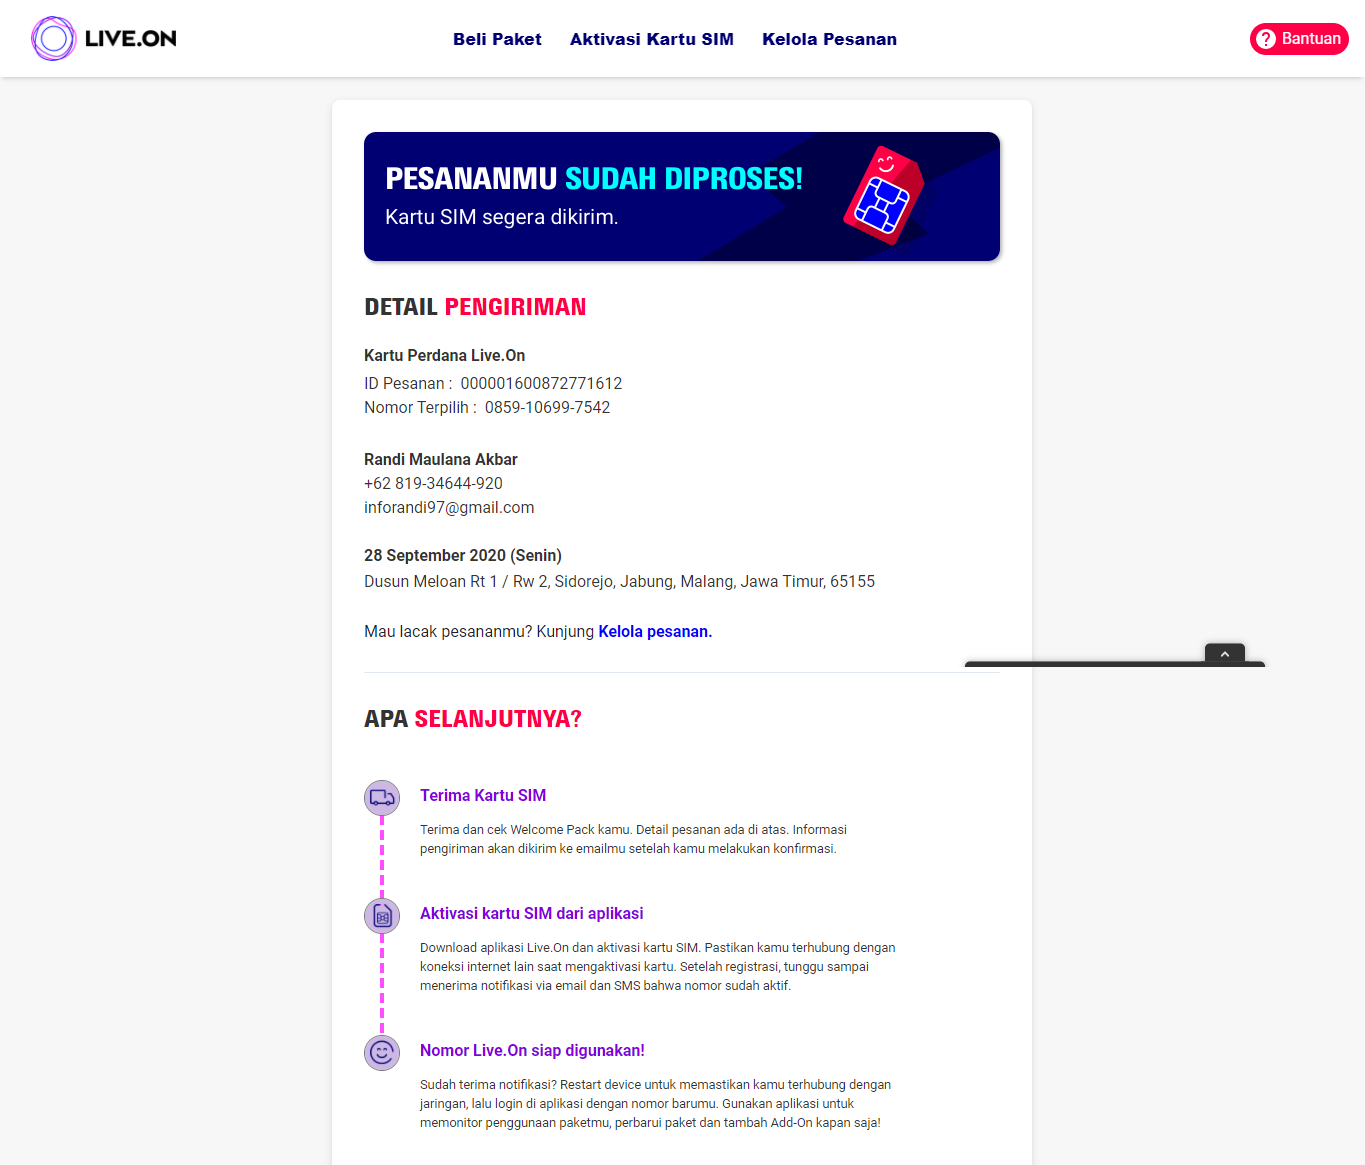 LIVE.ON
Beli Paket
Aktivasi Kartu SIM
Kelola Pesanan
Bantuan
PESANANMU SUDAH DIPROSES!
Kartu SIM segera dikirim.
DETAIL PENGIRIMAN
Kartu Perdana Live.On
ID Pesanan : 000001600872771612
Nomor Terpilih : 0859-10699-7542
Randi Maulana Akbar
+62 819-34644-920
inforandi97@gmail.com
28 September 2020 (Senin)
Dusun Meloan Rt 1 / Rw 2, Sidorejo, Jabung, Malang, Jawa Timur, 65155
Mau lacak pesananmu? Kunjung Kelola pesanan.
APA SELANJUTNYA?
Terima Kartu SIM
Terima dan cek Welcome Pack kamu. Detail pesanan ada di atas. Informasi
pengiriman akan dikirim ke emailmu setelah kamu melakukan konfirmasi.
Aktivasi kartu SIM dari aplikasi
Download aplikasi Live.On dan aktivasi kartu SIM. Pastikan kamu terhubung dengan
koneksi internet lain saat mengaktivasi kartu. Setelah registrasi, tunggu sampai
menerima notifikasi via email dan SMS bahwa nomor sudah aktif.
Nomor Live.On siap digunakan!
Sudah terima notifikasi? Restart device untuk memastikan kamu terhubung dengan
jaringan, lalu login di aplikasi dengan nomor barumu. Gunakan aplikasi untuk
memonitor penggunaan paketmu, perbarui paket dan tambah Add-On kapan saja!